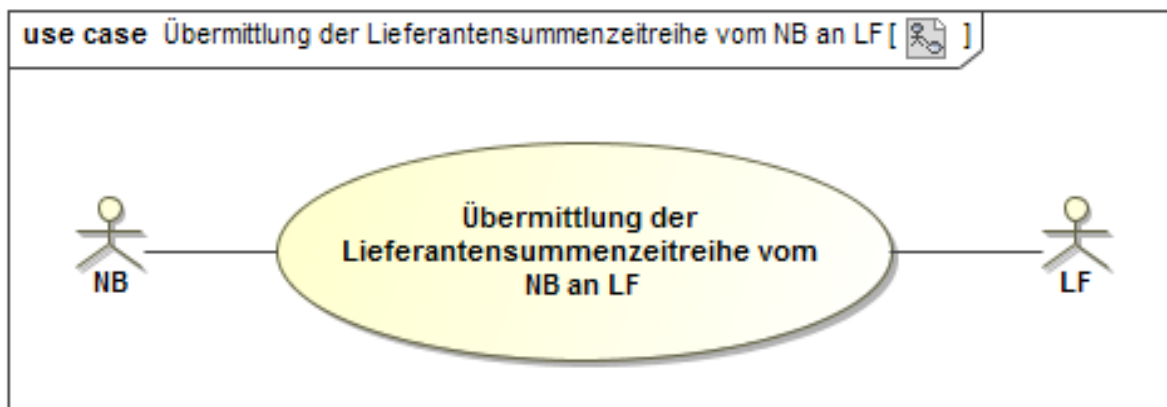 use case Übermittlung der Lieferantensummenzeitreihe vom NB an LF [ ]
Übermittlung der
Lieferantensummenzeitreihe vom
NB an LF
NB
LF